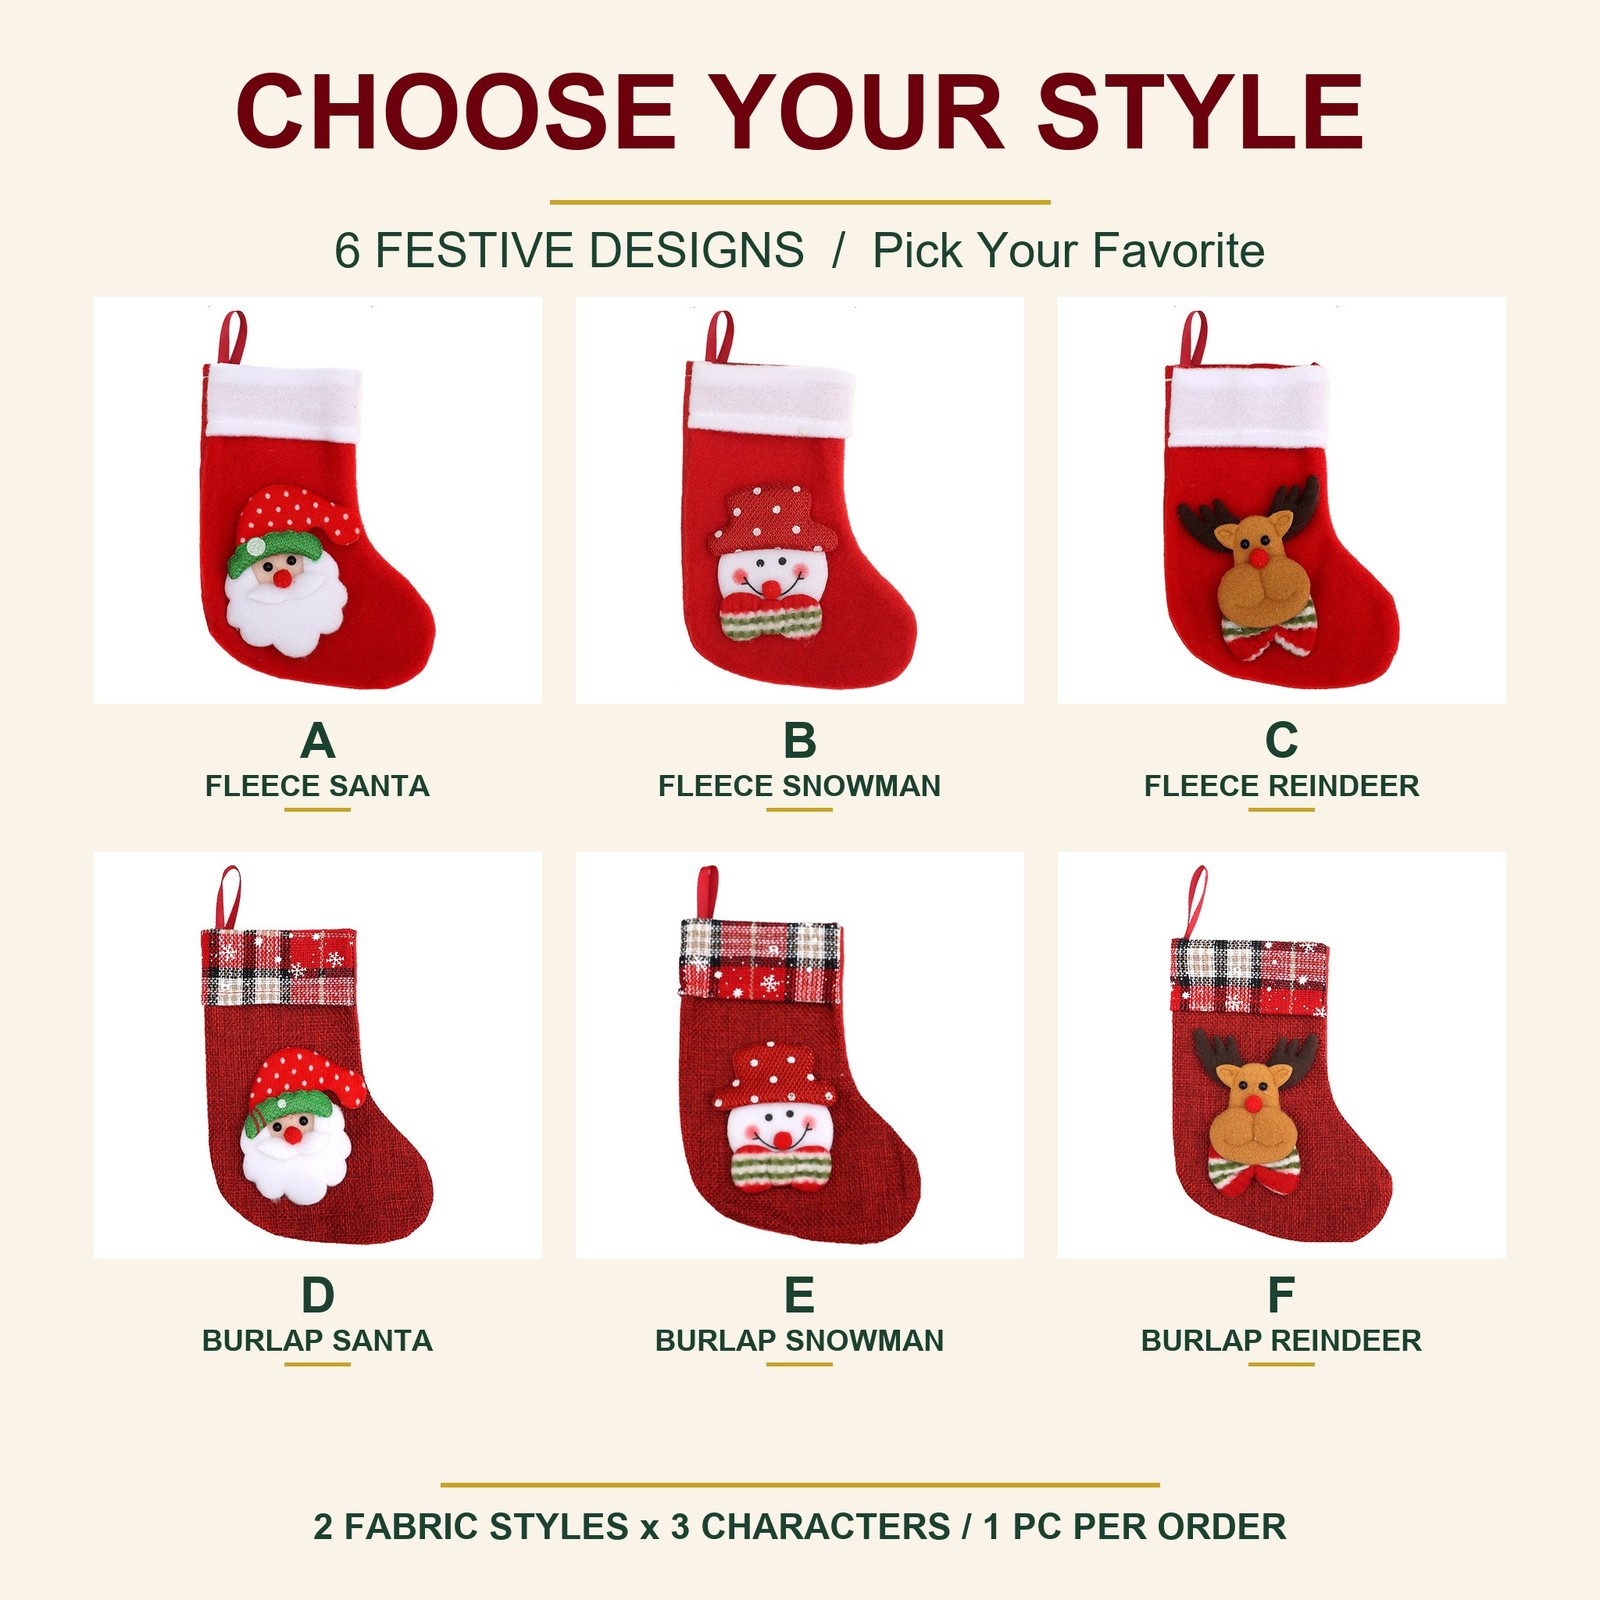 CHOOSE YOUR STYLE
6 FESTIVE DESIGNS / Pick Your Favorite
A
FLEECE SANTA
B
FLEECE SNOWMAN
C
FLEECE REINDEER
D
BURLAP SANTA
E
BURLAP SNOWMAN
F
BURLAP REINDEER
2 FABRIC STYLES x 3 CHARACTERS / 1 PC PER ORDER